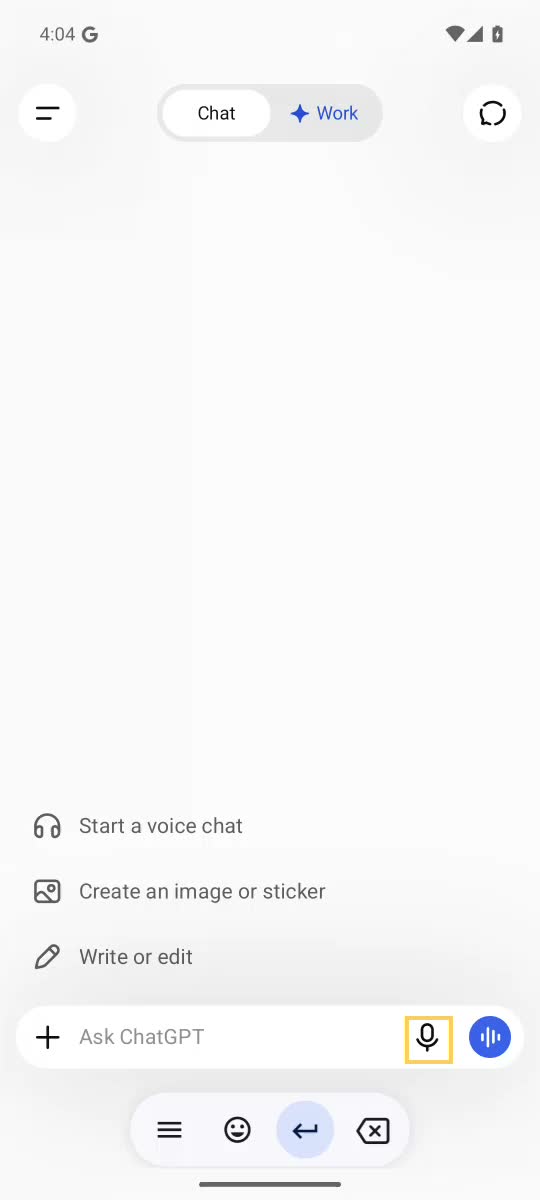 4:04 G
Chat
Work
Start a voice chat
Create an image or sticker
Write or edit
Ask ChatGPT